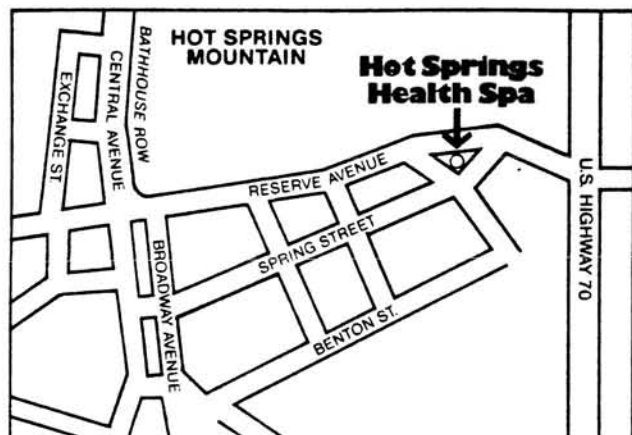 HOT SPRINGS
MOUNTAIN
Hot Springs
Health Spa
BATHHOUSE ROW
CENTRAL AVENUE
EXCHANGE ST.
RESERVE AVENUE
SPRING STREET
BROADWAY AVENUE
BENTON ST.
U.S. HIGHWAY 70